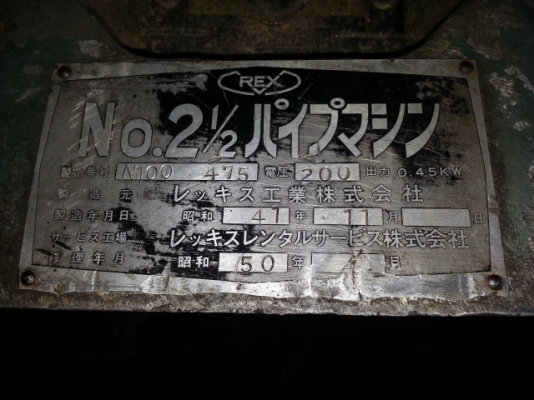 REX
No.2½パイプマシン
製造番号 N100 475 電圧 200 出力 0.45KW
製造元 レッキス工業株式会社
製造年月日 昭和 41 年 11 月 日
サービス工場 レッキスレンタルサービス株式会社
修理年月 昭和 50 年 月